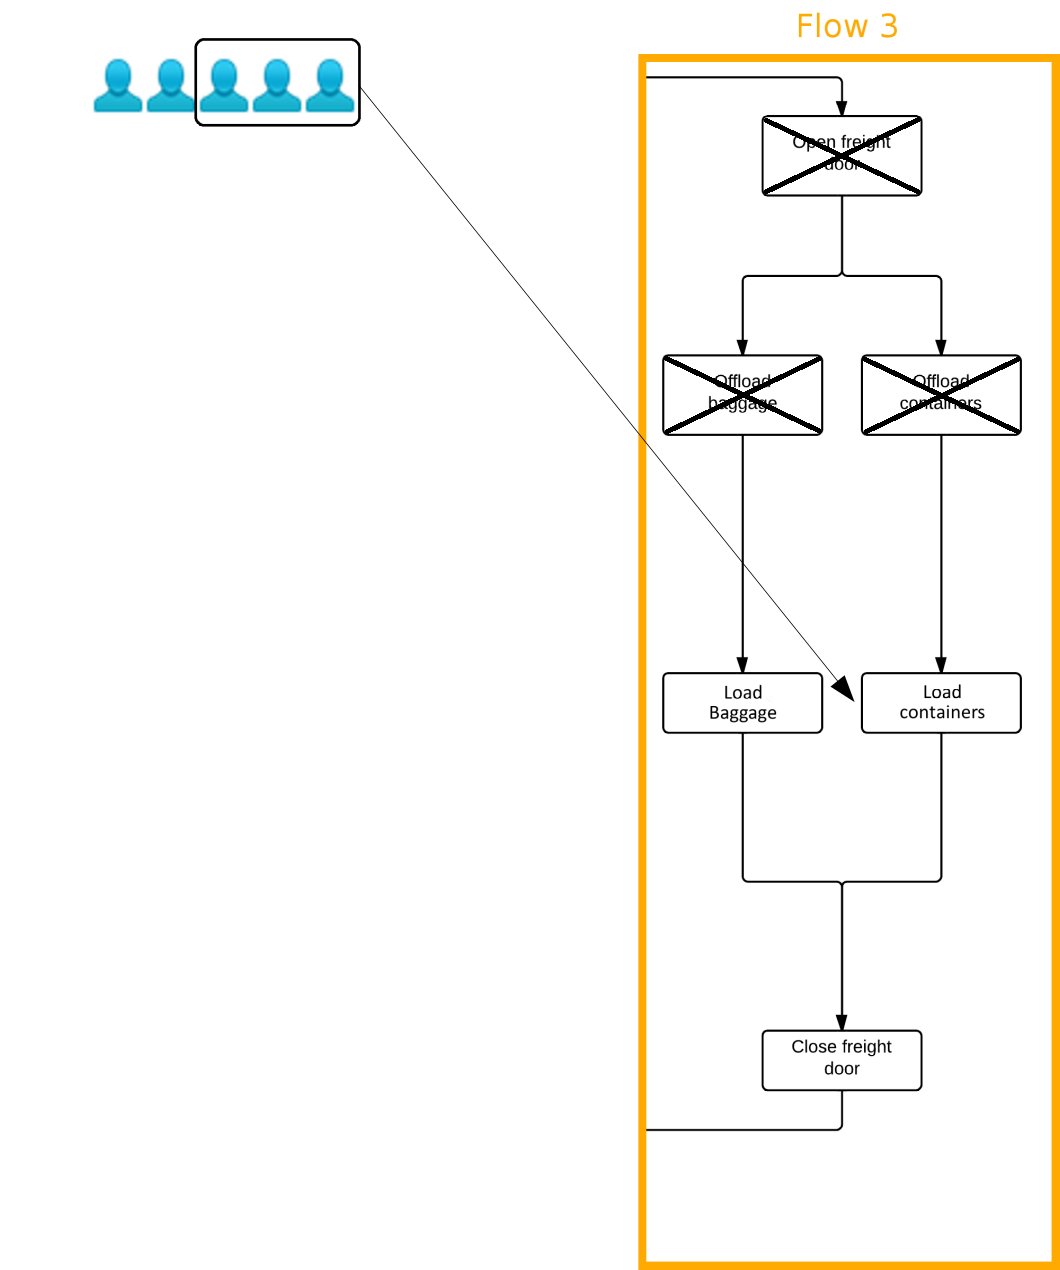 Flow 3
Open freight
door
Offload
baggage
Offload
containers
Load
Baggage
Load
containers
Close freight
door